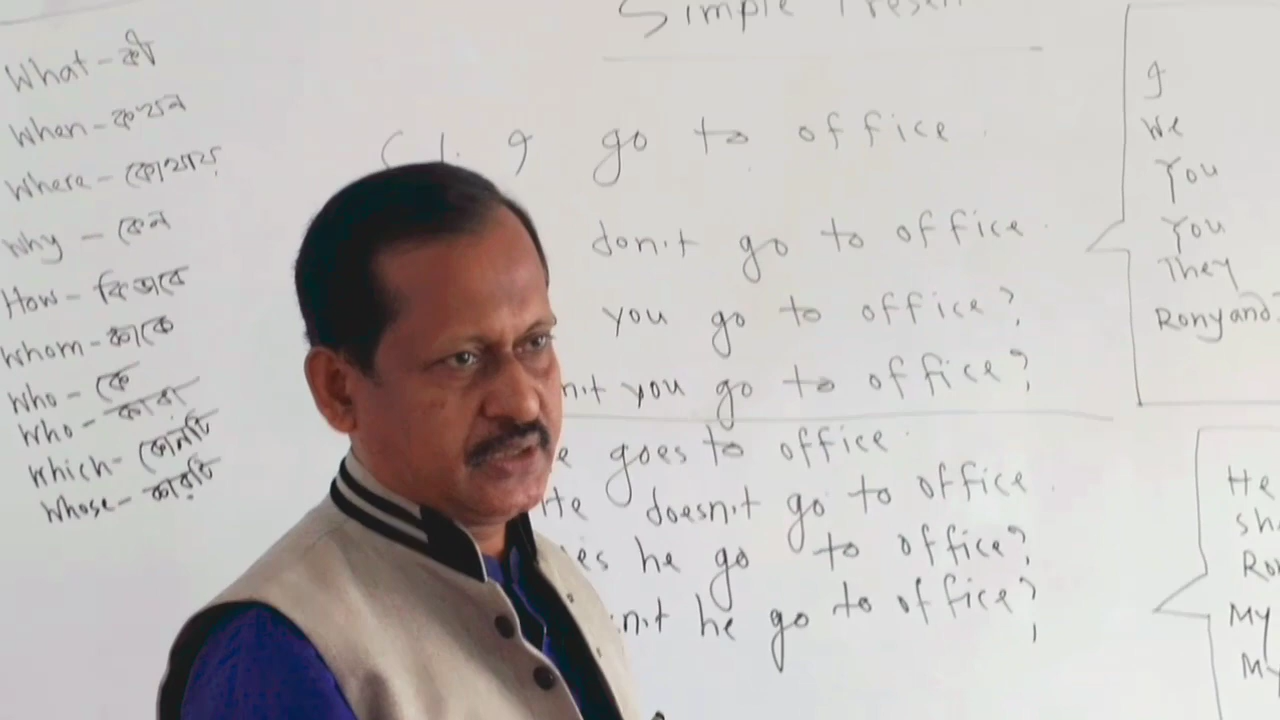 What - কী
When - কখন
Where - কোথায়
Why - কেন
How - কিভাবে
Whom - কাকে
Who - কে
Who - কারা
Which - কোনটি
Whose - কারটি
Simple
I go to office.
don't go to office.
you go to office?
you go to office?
goes to office.
He doesn't go to office.
he go to office?
he go to office?
I
We
You
You
They
Rony and
He
My